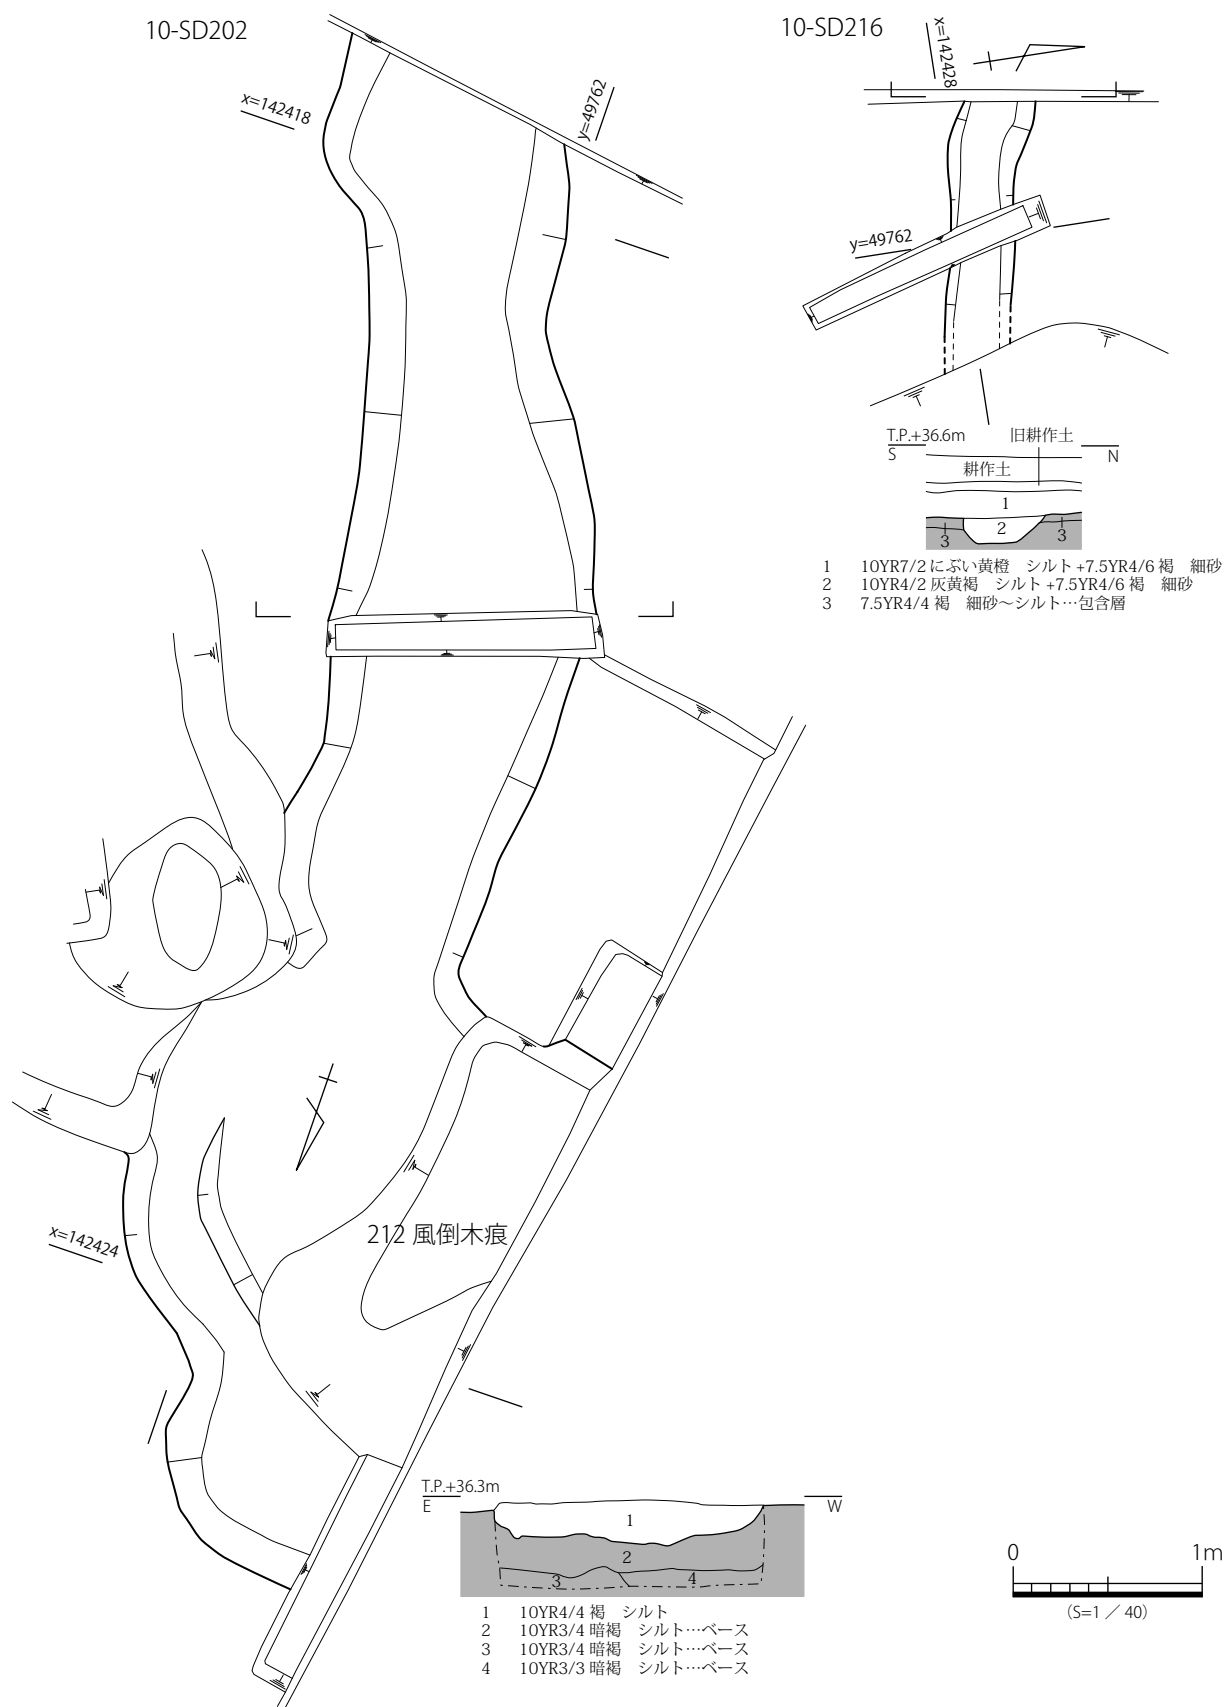 10-SD202
10-SD216
x=142418
y=49762
x=142428
y=49762
T.P.+36.6m
旧耕作土
S
N
耕作土
1
2
3
3
1 10YR7/2にぶい黄橙 シルト+7.5YR4/6 褐 細砂
2 10YR4/2 灰黄褐 シルト+7.5YR4/6 褐 細砂
3 7.5YR4/4 褐 細砂～シルト…包含層
x=142424
212 風倒木痕
T.P.+36.3m
E
W
1
2
3
4
1 10YR4/4 褐 シルト
2 10YR3/4 暗褐 シルト…ベース
3 10YR3/4 暗褐 シルト…ベース
4 10YR3/3 暗褐 シルト…ベース
0 1m
(S=1／40)